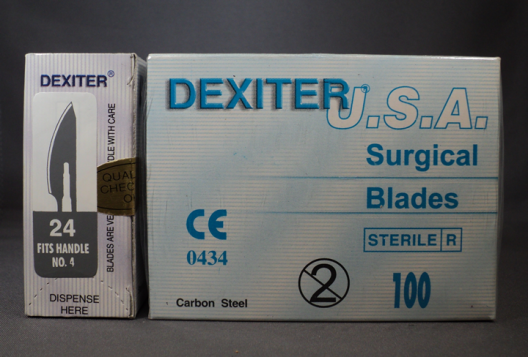 DEXITER®
24
FITS HANDLE
NO. 4
DISPENSE
HERE
BLADES ARE VE
DLE WITH CARE
QUAL
CHEC
DEXITER®
U.S.A.
Surgical
Blades
CE
0434
STERILE R
2
100
Carbon Steel